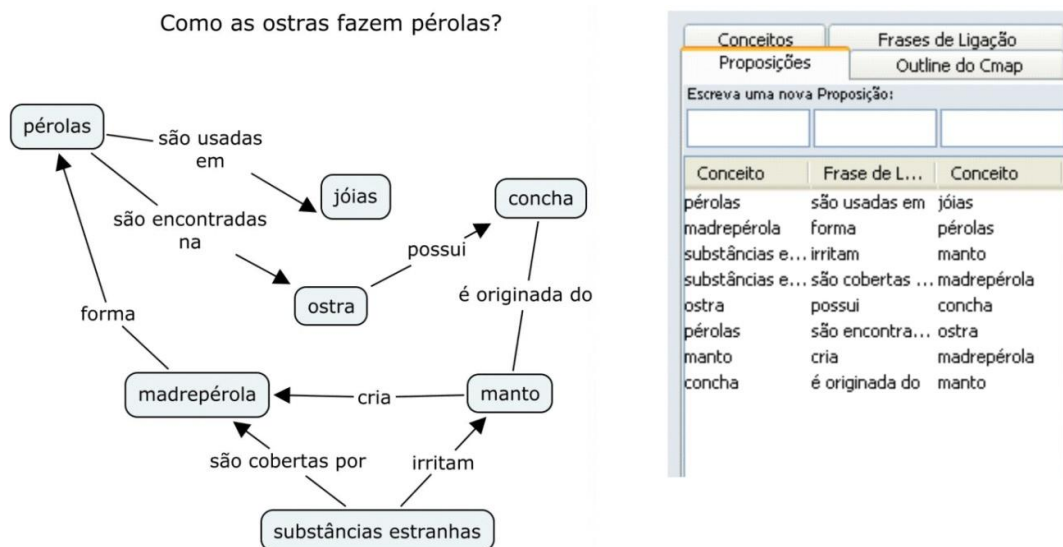 Como as ostras fazem pérolas?
pérolas
são usadas
em
jóias
concha
são encontradas
na
possui
ostra
é originada do
forma
madrepérola
cria
manto
são cobertas por
irritam
substâncias estranhas
Conceitos Frases de Ligação
Proposições Outline do Cmap
Escreva uma nova Proposição:
Conceito Frase de L... Conceito
pérolas são usadas em jóias
madrepérola forma pérolas
substâncias e... irritam manto
substâncias e... são cobertas ... madrepérola
ostra possui concha
pérolas são encontra... ostra
manto cria madrepérola
concha é originada do manto